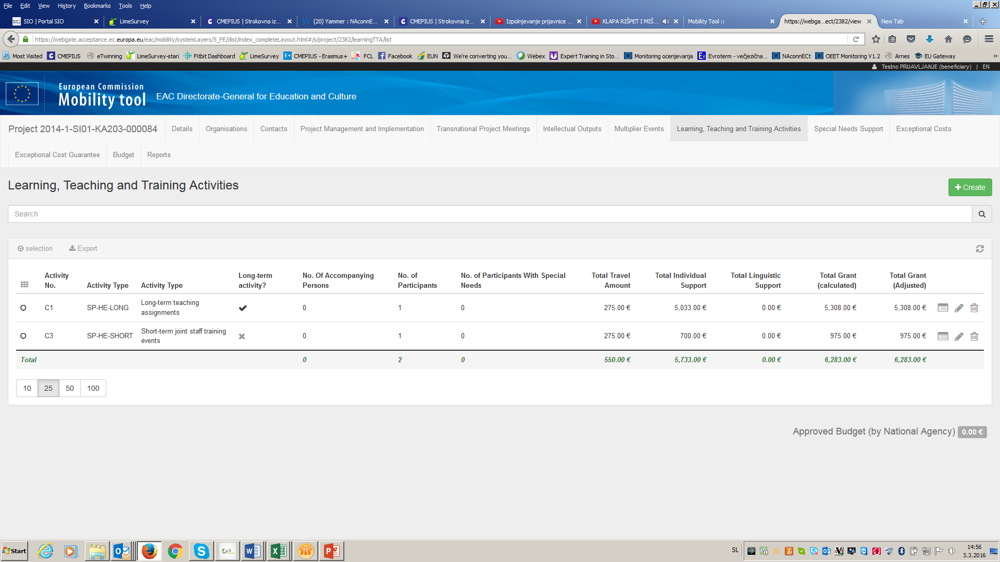 File Edit View History Bookmarks Tools Help
SIO | Portal SIO
LimeSurvey
CMEPIUS | Strokovna iz...
(20) Yammer : NAconnE...
CMEPIUS | Strokovna iz...
Izpolnjevanje prijavnice ...
KLAPA RIŠPET I MIŠ...
Mobility Tool ::
https://webga...ect/2382/view
New Tab
https://webgate.acceptance.ec.europa.eu/eac/mobility/systemLayers/5_FE/dist/index_completeLayout.html#/s/project/2382/learningTTA/list
Most Visited CMEPIUS eTwinning LimeSurvey-stari Fitbit Dashboard LimeSurvey CMEPIUS - Erasmus+ FCL Facebook EUN We're converting you... Webex Expert Training in Sto... Monitoring ocenjevanja Evroterm - večjezična... NAconnECt OEET Monitoring V1.2 Arnes EU Gateway »
Testno PRIJAVLJANJE (beneficiary) | EN
European Commission
Mobility tool
EAC Directorate-General for Education and Culture
Project 2014-1-SI01-KA203-000084 Details Organisations Contacts Project Management and Implementation Transnational Project Meetings Intellectual Outputs Multiplier Events Learning, Teaching and Training Activities Special Needs Support Exceptional Costs
Exceptional Cost Guarantee Budget Reports
Learning, Teaching and Training Activities
Create
Search
selection Export
Activity No. Activity Type Activity Type Long-term activity? No. Of Accompanying Persons No. of Participants No. of Participants With Special Needs Total Travel Amount Total Individual Support Total Linguistic Support Total Grant (calculated) Total Grant (Adjusted)
C1 SP-HE-LONG Long-term teaching assignments 0 1 0 275.00 € 5,033.00 € 0.00 € 5,308.00 € 5,308.00 €
C3 SP-HE-SHORT Short-term joint staff training events 0 1 0 275.00 € 700.00 € 0.00 € 975.00 € 975.00 €
Total 0 2 0 550.00 € 5,733.00 € 0.00 € 6,283.00 € 6,283.00 €
10 25 50 100
Approved Budget (by National Agency) 0.00 €
Start
SL
14:56
3.3.2016